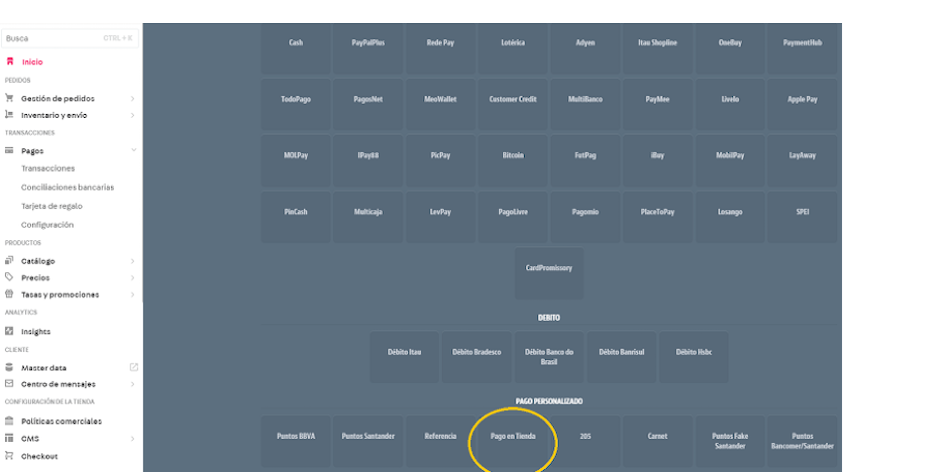 Busca CTRL + K
Inicio
PEDIDOS
Gestión de pedidos
Inventario y envío
TRANSACCIONES
Pagos
Transacciones
Conciliaciones bancarias
Tarjeta de regalo
Configuración
PRODUCTOS
Catálogo
Precios
Tasas y promociones
ANALYTICS
Insights
CLIENTE
Master data
Centro de mensajes
CONFIGURACIÓN DE LA TIENDA
Políticas comerciales
CMS
Checkout
Cash PayPalPlus Rede Pay Lotérica Adyen Itau Shopline OneBuy PaymentHub
TodoPago PagosNet MeoWallet Customer Credit MultiBanco PayMee Livelo Apple Pay
MOLPay IPay88 PicPay Bitcoin FutPag iBuy MobilPay LayAway
PinCash Multicaja LevPay PagoLivre Pagomio PlaceToPay Losango SPEI
CardPromissory
DEBITO
Débito Itau Débito Bradesco Débito Banco do Débito Banrisul Débito Hsbc
Brasil
PAGO PERSONALIZADO
Puntos BBVA Puntos Santander Referencia Pago en Tienda 205 Carnet Puntos Fake Puntos
Santander Bancomer/Santander